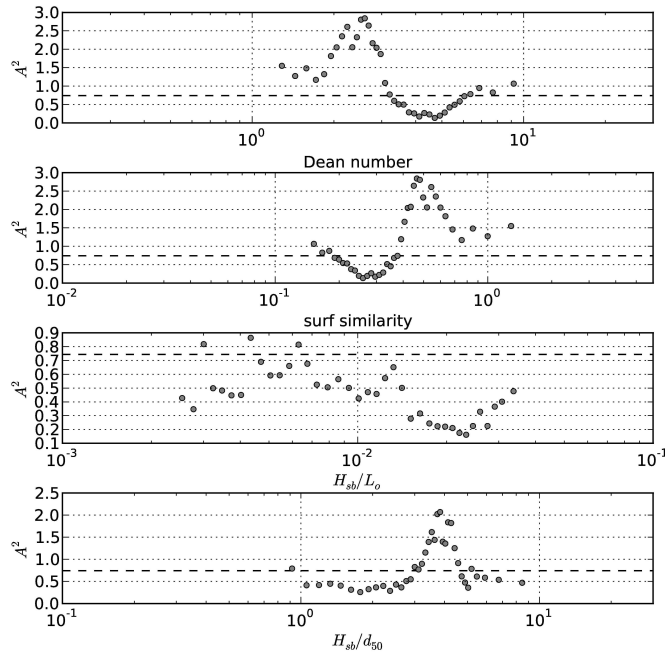 3.0
2.5
2.0
1.5
1.0
0.5
0.0
A²
10⁰ 10¹
Dean number
3.0
2.5
2.0
1.5
1.0
0.5
0.0
A²
10⁻² 10⁻¹ 10⁰
surf similarity
0.9
0.8
0.7
0.6
0.5
0.4
0.3
0.2
0.1
A²
10⁻³ 10⁻² 10⁻¹
H_sb/L_o
2.5
2.0
1.5
1.0
0.5
0.0
A²
10⁻¹ 10⁰ 10¹
H_sb/d₅₀